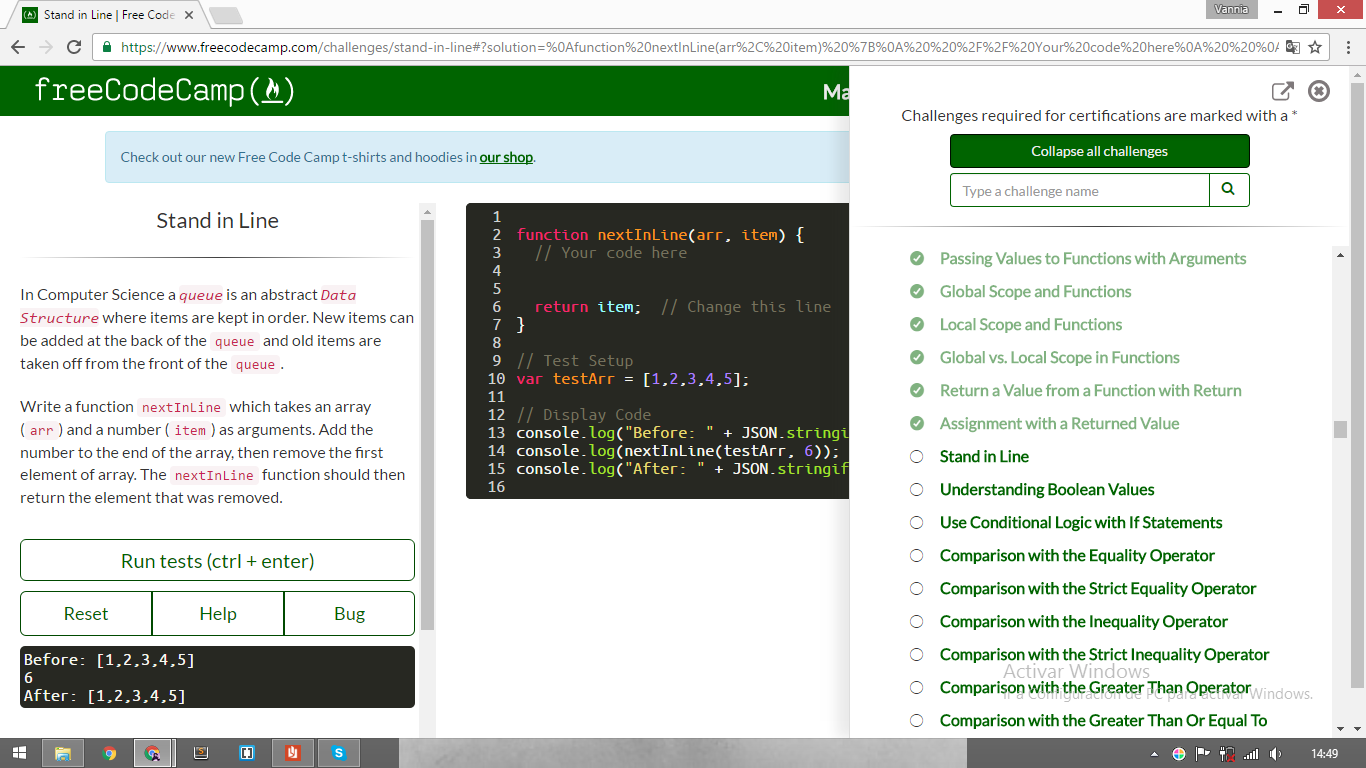 Stand in Line | Free Code
Vannia
https://www.freecodecamp.com/challenges/stand-in-line#?solution=%0Afunction%20nextInLine(arr%2C%20item)%20%7B%0A%20%20%2F%2F%20Your%20code%20here%0A%20%20%0A
freeCodeCamp(
Ma
Check out our new Free Code Camp t-shirts and hoodies in our shop.
Stand in Line
In Computer Science a queue is an abstract Data
Structure where items are kept in order. New items can
be added at the back of the queue and old items are
taken off from the front of the queue .
Write a function nextInLine which takes an array
( arr ) and a number ( item ) as arguments. Add the
number to the end of the array, then remove the first
element of array. The nextInLine function should then
return the element that was removed.
Run tests (ctrl + enter)
Reset Help Bug
Before: [1,2,3,4,5]
6
After: [1,2,3,4,5]
1
2 function nextInLine(arr, item) {
3 // Your code here
4
5
6 return item; // Change this line
7 }
8
9 // Test Setup
10 var testArr = [1,2,3,4,5];
11
12 // Display Code
13 console.log("Before: " + JSON.stringi
14 console.log(nextInLine(testArr, 6));
15 console.log("After: " + JSON.stringif
16
Challenges required for certifications are marked with a *
Collapse all challenges
Type a challenge name
Passing Values to Functions with Arguments
Global Scope and Functions
Local Scope and Functions
Global vs. Local Scope in Functions
Return a Value from a Function with Return
Assignment with a Returned Value
Stand in Line
Understanding Boolean Values
Use Conditional Logic with If Statements
Comparison with the Equality Operator
Comparison with the Strict Equality Operator
Comparison with the Inequality Operator
Comparison with the Strict Inequality Operator
Activar Windows
Comparison with the Greater Than Operator
Ir a Configuración de PC para activar Windows.
Comparison with the Greater Than Or Equal To
14:49